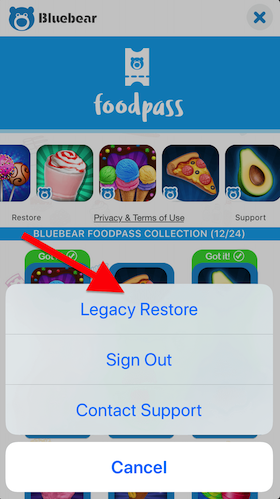 Bluebear
foodpass
Restore
Privacy & Terms of Use
Support
BLUEBEAR FOODPASS COLLECTION (12/24)
Got it!
Got it!
Legacy Restore
Sign Out
Contact Support
Cancel